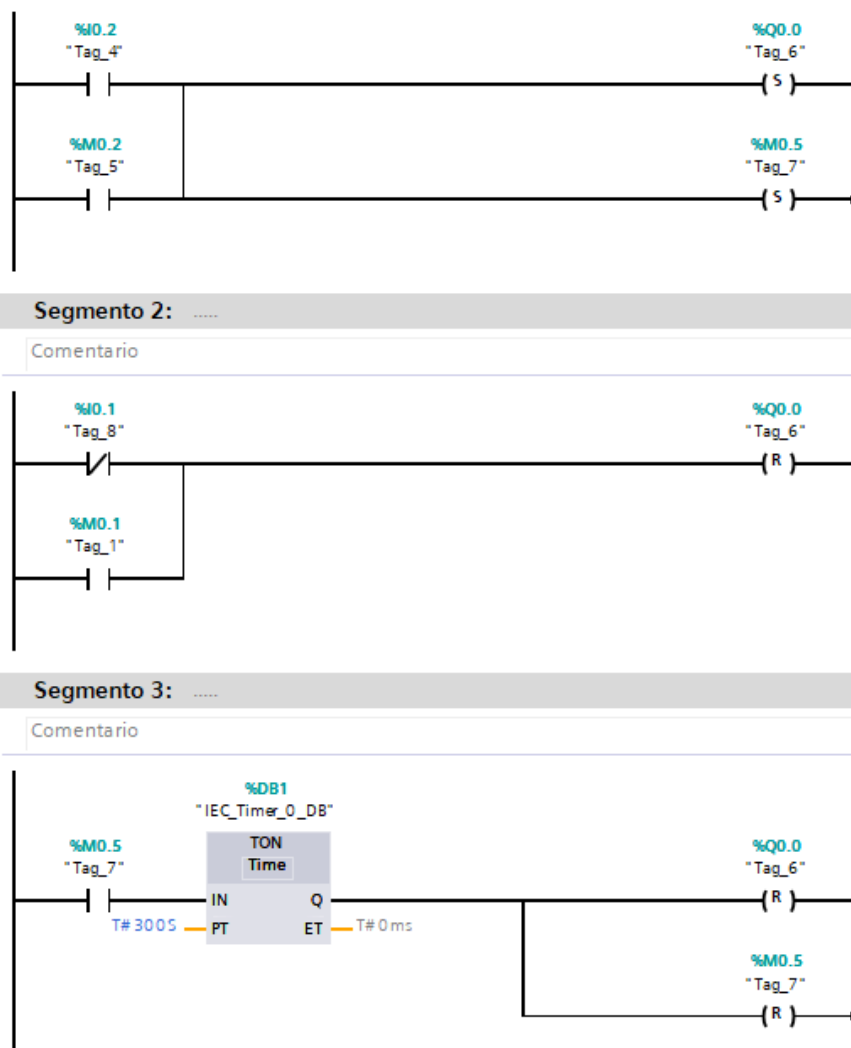 %I0.2
"Tag_4"
%Q0.0
"Tag_6"
S
%M0.2
"Tag_5"
%M0.5
"Tag_7"
S
Segmento 2: .....
Comentario
%I0.1
"Tag_8"
%Q0.0
"Tag_6"
R
%M0.1
"Tag_1"
Segmento 3: .....
Comentario
%DB1
"IEC_Timer_0_DB"
%M0.5
"Tag_7"
TON
Time
%Q0.0
"Tag_6"
IN Q
R
T#300S PT ET T#0ms
%M0.5
"Tag_7"
R